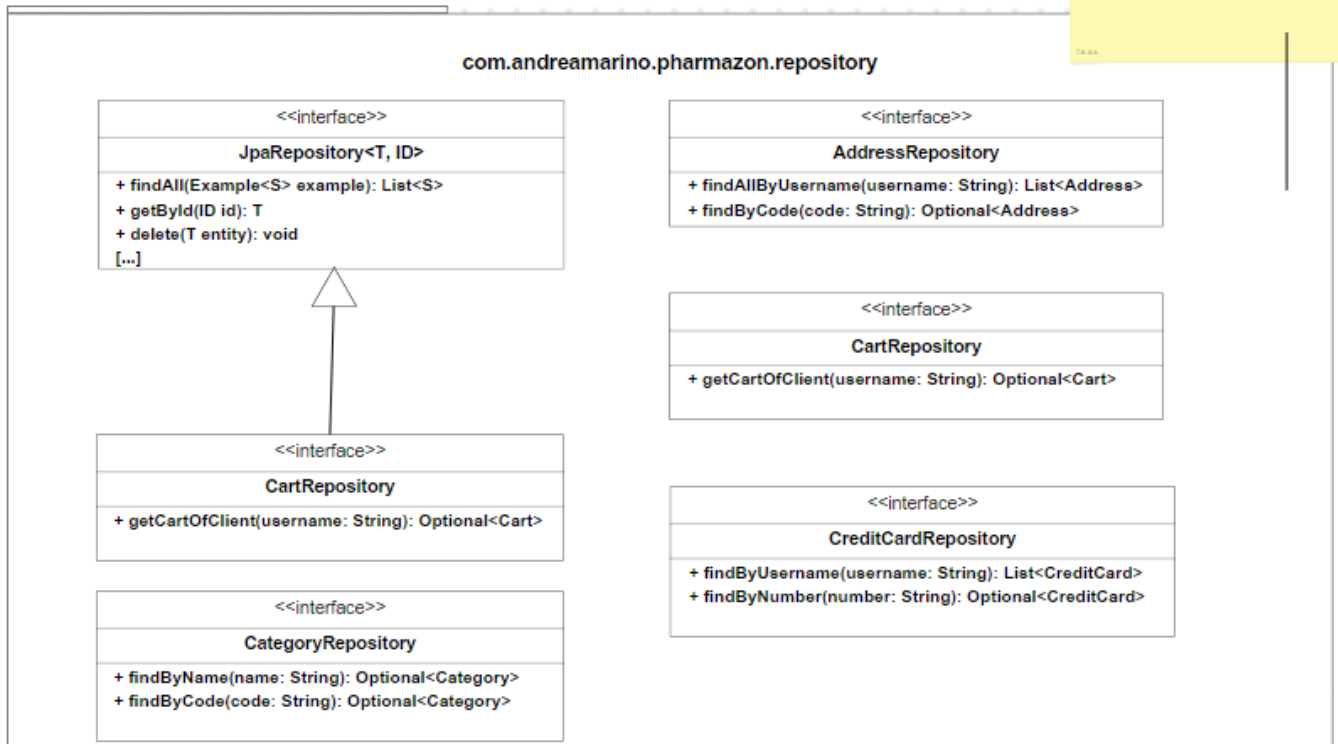 com.andreamarino.pharmazon.repository
<<interface>>
JpaRepository<T, ID>
+ findAll(Example<S> example): List<S>
+ getById(ID id): T
+ delete(T entity): void
[...]
<<interface>>
CartRepository
+ getCartOfClient(username: String): Optional<Cart>
<<interface>>
CategoryRepository
+ findByName(name: String): Optional<Category>
+ findByCode(code: String): Optional<Category>
<<interface>>
AddressRepository
+ findAllByUsername(username: String): List<Address>
+ findByCode(code: String): Optional<Address>
<<interface>>
CartRepository
+ getCartOfClient(username: String): Optional<Cart>
<<interface>>
CreditCardRepository
+ findByUsername(username: String): List<CreditCard>
+ findByNumber(number: String): Optional<CreditCard>